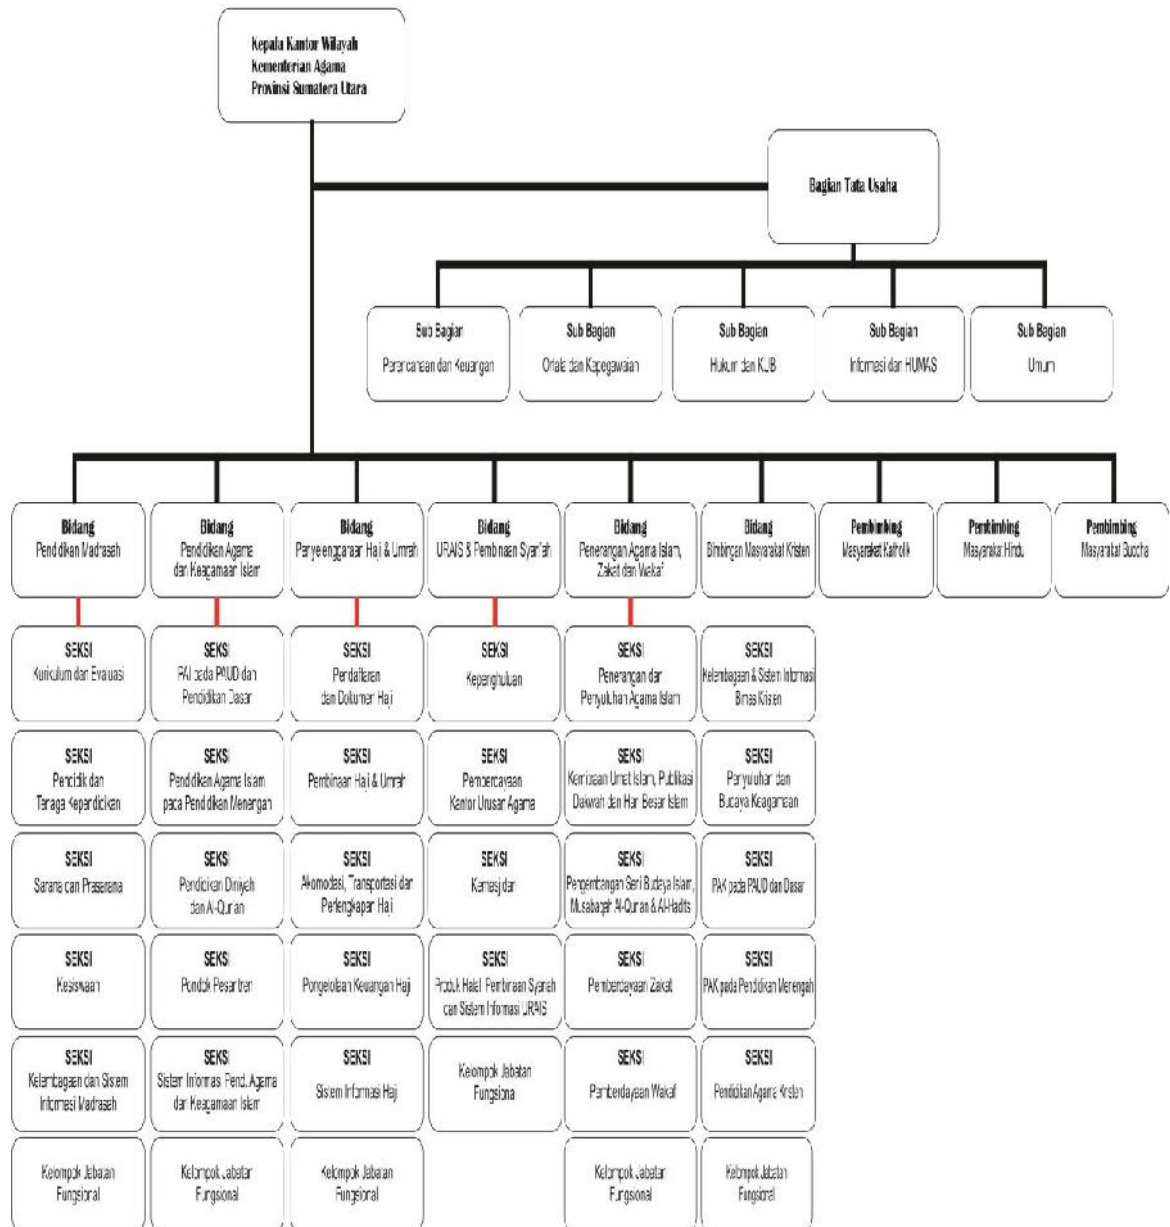 Kepala Kantor Wilayah
Kementerian Agama
Provinsi Sumatera Utara
Bagian Tata Usaha
Sub Bagian
Perencanaan dan Keuangan
Sub Bagian
Ortala dan Kepegawaian
Sub Bagian
Hukum dan KUB
Sub Bagian
Informasi dan HUMAS
Sub Bagian
Umum
Bidang
Pendidikan Madrasah
Bidang
Pendidikan Agama
dan Keagamaan Islam
Bidang
Penyelenggaraan Haji & Umrah
Bidang
URAIS & Pembinaan Syari'ah
Bidang
Penerangan Agama Islam,
Zakat dan Wakaf
Bidang
Bimbingan Masyarakat Kristen
Pembimbing
Masyarakat Katholik
Pembimbing
Masyarakat Hindu
Pembimbing
Masyarakat Buddha
SEKSI
Kurikulum dan Evaluasi
SEKSI
PAI pada PAUD dan
Pendidikan Dasar
SEKSI
Pendaftaran
dan Dokumen Haji
SEKSI
Kepenghuluan
SEKSI
Penerangan dan
Penyuluhan Agama Islam
SEKSI
Kelembagaan & Sistem Informasi
Bimas Kristen
SEKSI
Pendidik dan
Tenaga Kependidikan
SEKSI
Pendidikan Agama Islam
pada Pendidikan Menengah
SEKSI
Pembinaan Haji & Umrah
SEKSI
Pemberdayaan
Kantor Urusan Agama
SEKSI
Kemitraan Umat Islam, Publikasi
Dakwah dan Hari Besar Islam
SEKSI
Penyuluhan dan
Budaya Keagamaan
SEKSI
Sarana dan Prasarana
SEKSI
Pendidikan Diniyah
dan Al-Qur'an
SEKSI
Akomodasi, Transportasi dan
Perlengkapan Haji
SEKSI
Kemasjidan
SEKSI
Pengembangan Seni Budaya Islam,
Musabaqah Al-Qur'an & Al-Hadits
SEKSI
PAK pada PAUD dan Dasar
SEKSI
Kesiswaan
SEKSI
Pondok Pesantren
SEKSI
Pengelolaan Keuangan Haji
SEKSI
Produk Halal Pembinaan Syariah
dan Sistem Informasi URAIS
SEKSI
Pemberdayaan Zakat
SEKSI
PAK pada Pendidikan Menengah
SEKSI
Kelembagaan dan Sistem
Informasi Madrasah
SEKSI
Sistem Informasi Pend. Agama
dan Keagamaan Islam
SEKSI
Sistem Informasi Haji
Kelompok Jabatan
Fungsional
SEKSI
Pemberdayaan Wakaf
SEKSI
Pendidikan Agama Kristen
Kelompok Jabatan
Fungsional
Kelompok Jabatan
Fungsional
Kelompok Jabatan
Fungsional
Kelompok Jabatan
Fungsional
Kelompok Jabatan
Fungsional